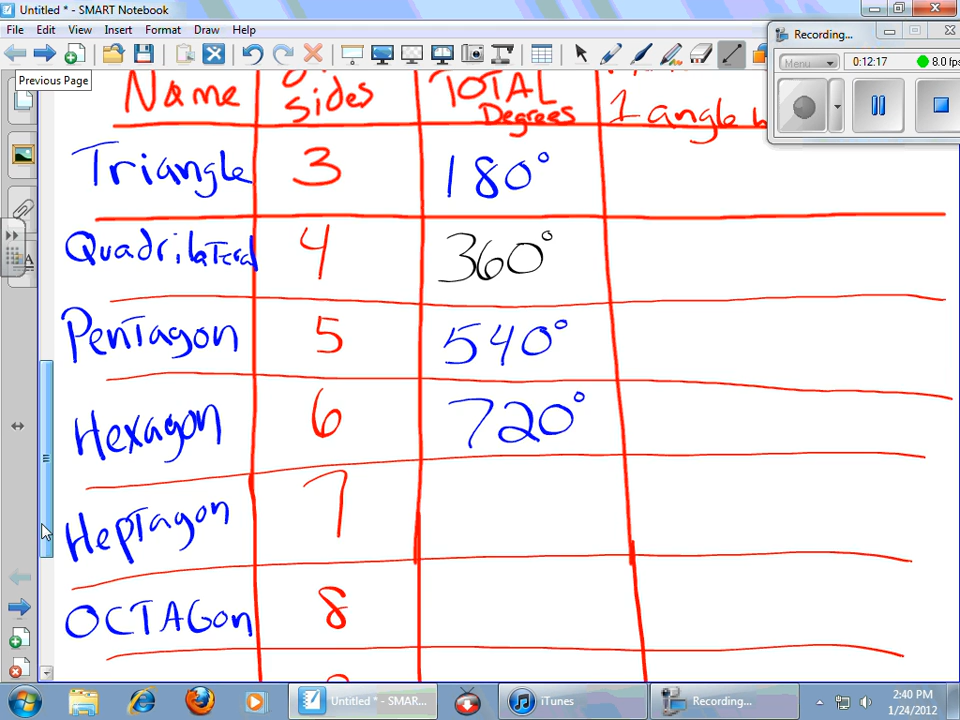 Untitled * - SMART Notebook
File Edit View Insert Format Draw Help
Previous Page
Recording...
Menu
0:12:17
8.0 fps
Name
Sides
TOTAL
Degrees
1 angle
Triangle 3 180°
Quadrilateral 4 360°
Pentagon 5 540°
Hexagon 6 720°
Heptagon 7
OCTAGon 8
Untitled * - SMAR...
iTunes
Recording...
2:40 PM
1/24/2012